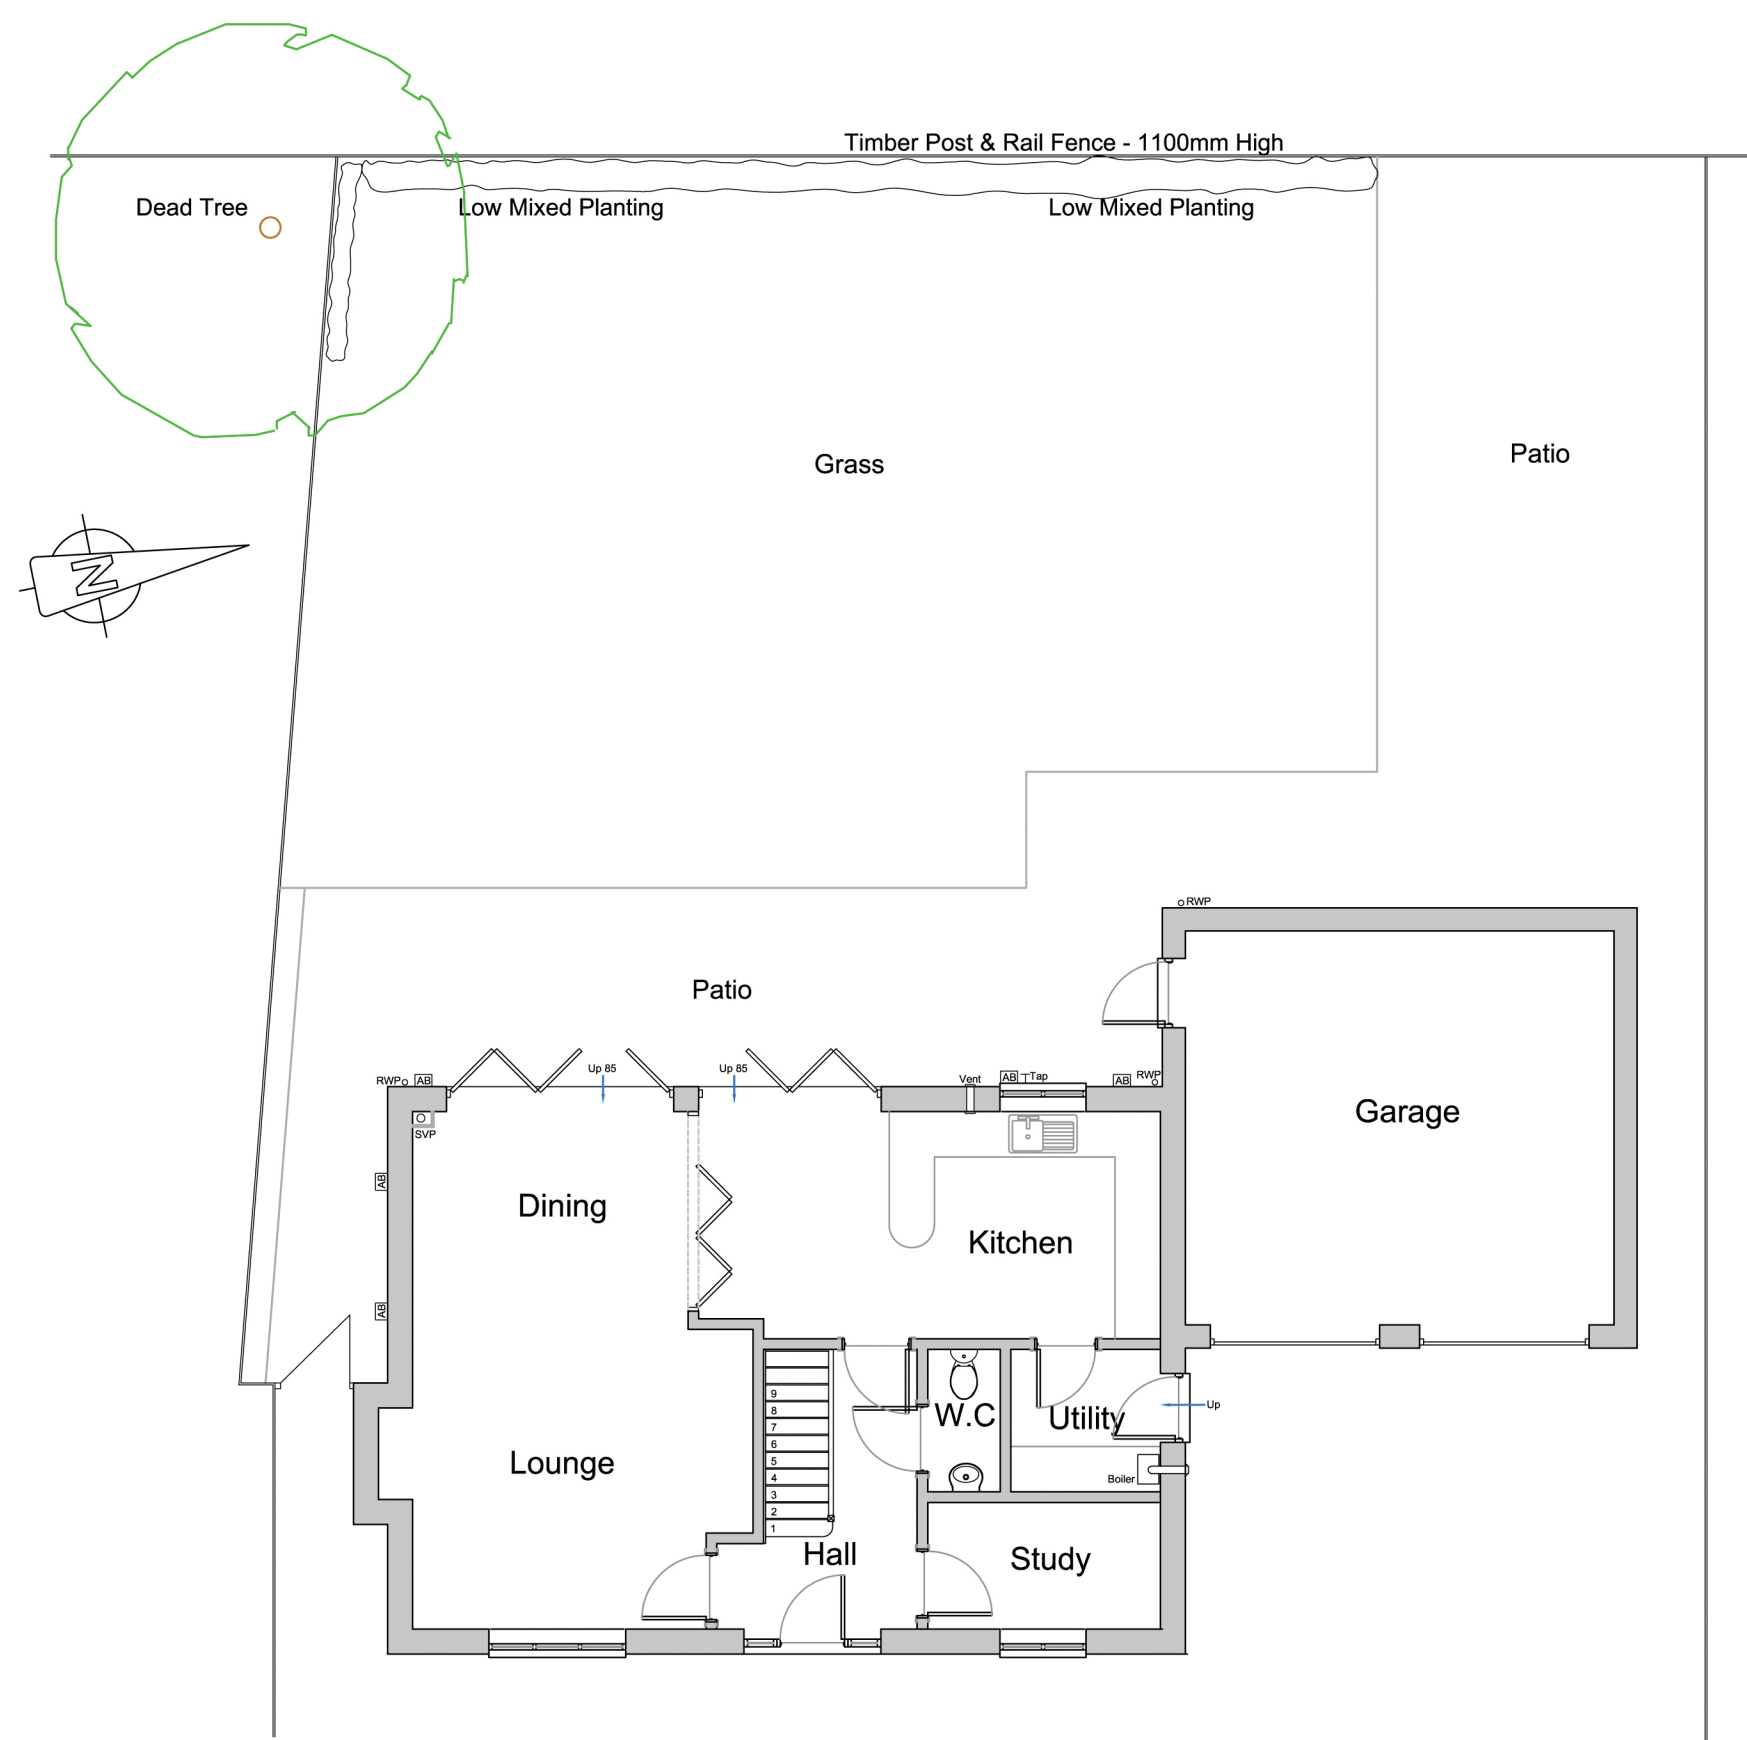 Timber Post & Rail Fence - 1100mm High
Dead Tree
Low Mixed Planting
Low Mixed Planting
Grass
Patio
N
RWP
Patio
Up 85
Up 85
RWP
AB
Vent
AB
Tap
AB
RWP
Garage
SVP
AB
Dining
Kitchen
AB
9
8
7
6
5
4
3
2
1
W.C
Utility
Up
Lounge
Boiler
Hall
Study